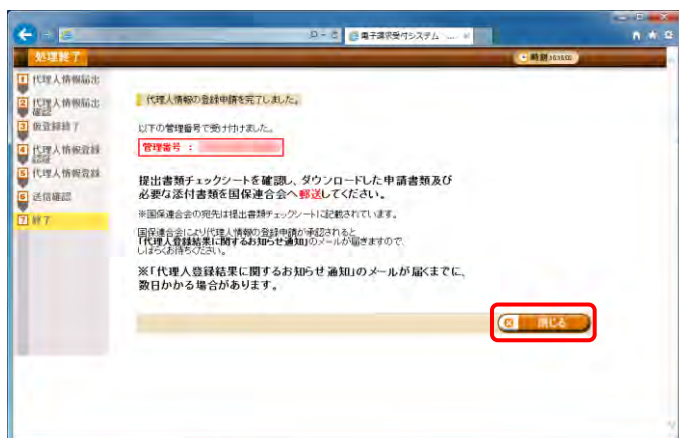 電子請求受付システム ...
処理終了
時刻
1 代理人情報届出
2 代理人情報届出
確認
3 仮登録終了
4 代理人情報登録
認証
5 代理人情報登録
6 送信確認
7 終了
代理人情報の登録申請を完了しました。
以下の管理番号で受け付けました。
管理番号 :
提出書類チェックシートを確認し、ダウンロードした申請書類及び
必要な添付書類を国保連合会へ郵送してください。
※国保連合会の宛先は提出書類チェックシートに記載されています。
国保連合会により代理人情報の登録申請が承認されると
「代理人登録結果に関するお知らせ通知」のメールが届きますので、
しばらくお待ちください。
※「代理人登録結果に関するお知らせ 通知」のメールが届くまでに、
数日かかる場合があります。
閉じる